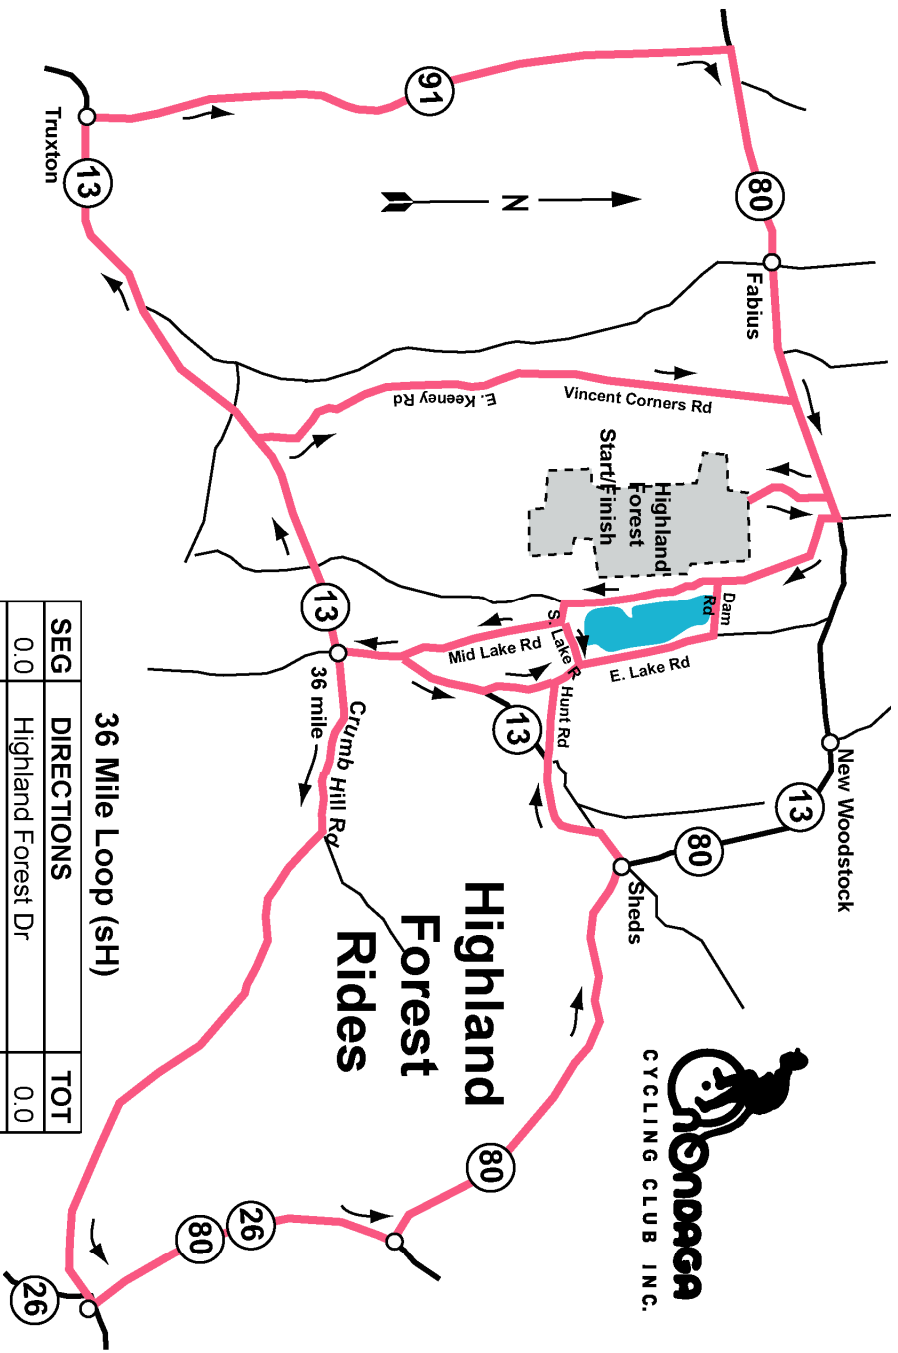 91
80
N
Truxton
13
Fabius
E. Keeney Rd
Vincent Corners Rd
Highland
Forest
Start/Finish
Dam
Rd
S. Lake R
Mid Lake Rd
E. Lake Rd
13
36 mile
Crumb Hill Rd
Hunt Rd
13
New Woodstock
13
80
Sheds
Highland
Forest
Rides
ONONDAGA
CYCLING CLUB INC.
80
26
80
26
36 Mile Loop (sH)
SEG DIRECTIONS TOT
0.0 Highland Forest Dr 0.0